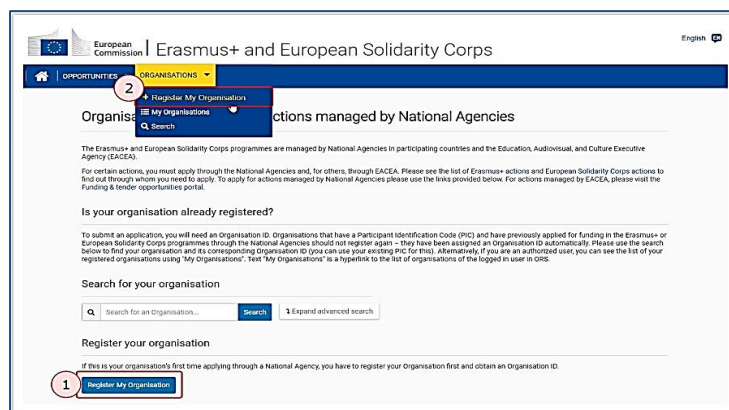 English EN
European
Commission
Erasmus+ and European Solidarity Corps
OPPORTUNITIES
ORGANISATIONS
2
+ Register My Organisation
My Organisations
Search
Organisa ctions managed by National Agencies
The Erasmus+ and European Solidarity Corps programmes are managed by National Agencies in participating countries and the Education, Audiovisual, and Culture Executive
Agency (EACEA).
For certain actions, you must apply through the National Agencies and, for others, through EACEA. Please see the list of Erasmus+ actions and European Solidarity Corps actions to
find out through whom you need to apply. To apply for actions managed by National Agencies please use the links provided below. For actions managed by EACEA, please visit the
Funding & tender opportunities portal.
Is your organisation already registered?
To submit an application, you will need an Organisation ID. Organisations that have a Participant Identification Code (PIC) and have previously applied for funding in the Erasmus+ or
European Solidarity Corps programmes through the National Agencies should not register again – they have been assigned an Organisation ID automatically. Please use the search
below to find your organisation and its corresponding Organisation ID (you can use your existing PIC for this). Alternatively, if you are an authorized user, you can see the list of your
registered organisations using "My Organisations". Text "My Organisations" is a hyperlink to the list of organisations of the logged in user in ORS.
Search for your organisation
Search for an Organisation... Search Expand advanced search
Register your organisation
If this is your organisation's first time applying through a National Agency, you have to register your Organisation first and obtain an Organisation ID.
1 Register My Organisation